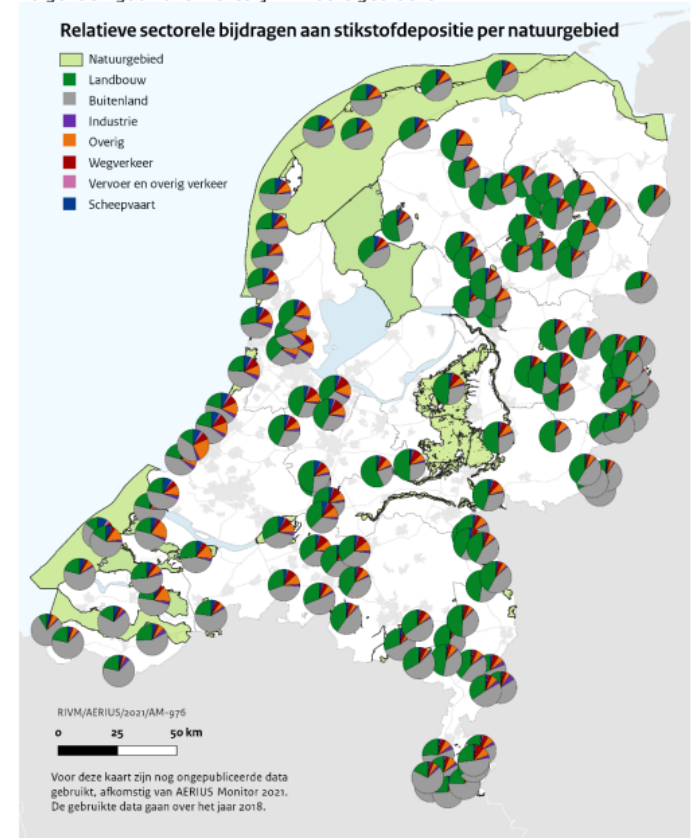 Relatieve sectorele bijdragen aan stikstofdepositie per natuurgebied
Natuurgebied
Landbouw
Buitenland
Industrie
Overig
Wegverkeer
Vervoer en overig verkeer
Scheepvaart
RIVM/AERIUS/2021/AM-976
0 25 50 km
Voor deze kaart zijn nog ongepubliceerde data
gebruikt, afkomstig van AERIUS Monitor 2021.
De gebruikte data gaan over het jaar 2018.